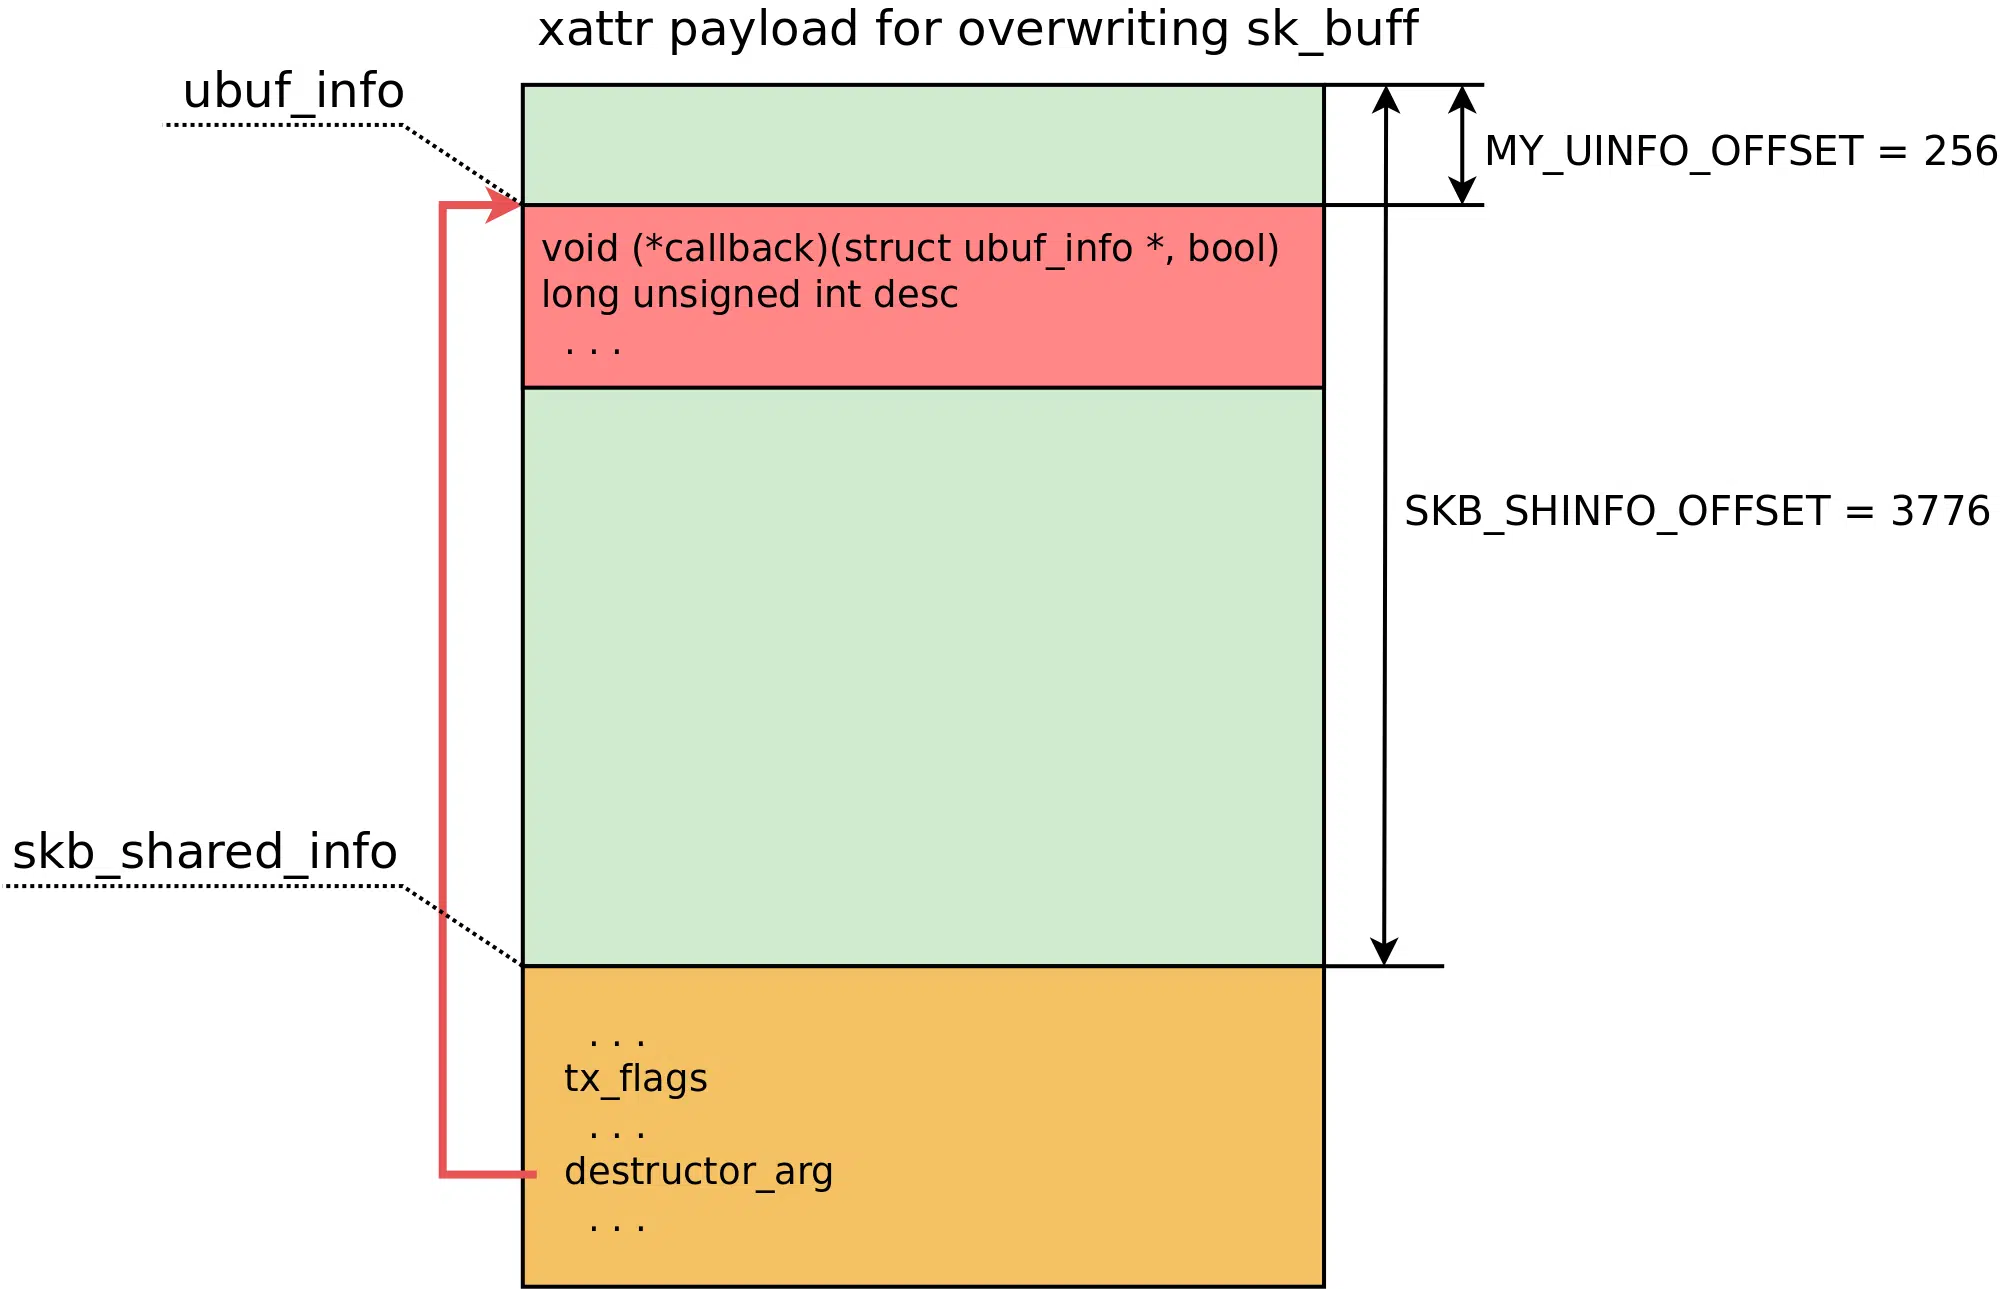 xattr payload for overwriting sk_buff
ubuf_info
MY_UINFO_OFFSET = 256
void (*callback)(struct ubuf_info *, bool)
long unsigned int desc
. . .
SKB_SHINFO_OFFSET = 3776
skb_shared_info
. . .
tx_flags
. . .
destructor_arg
. . .